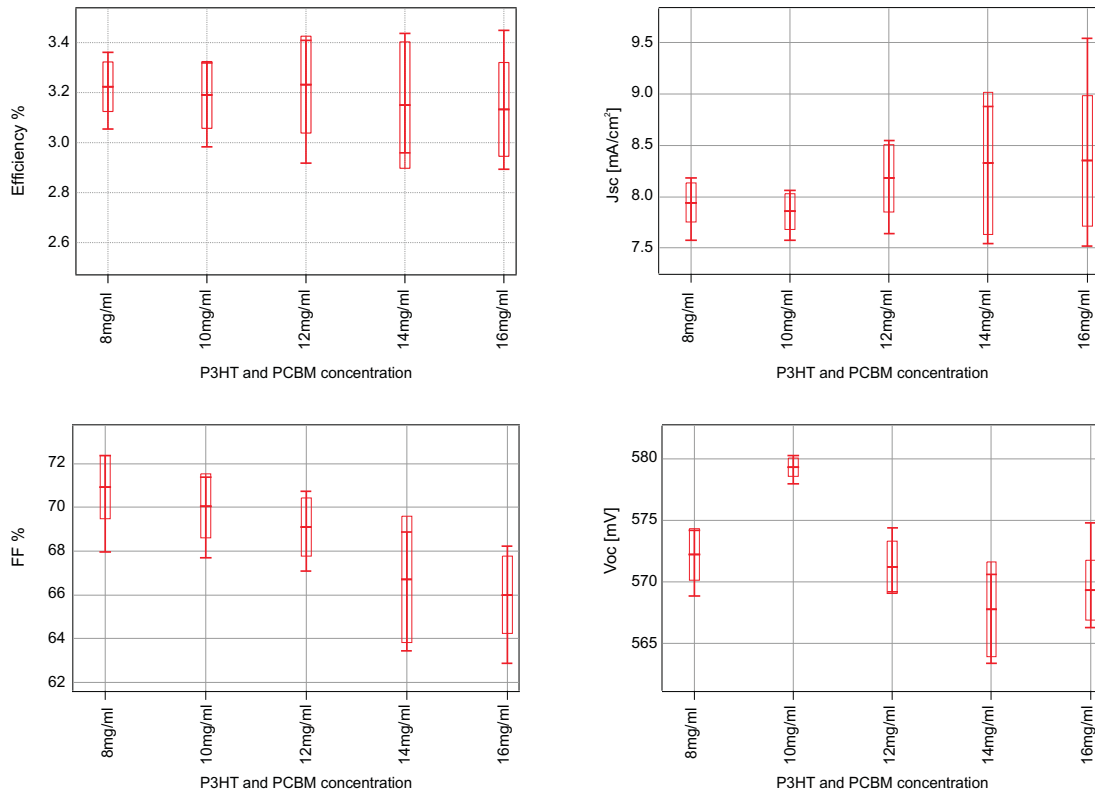 Efficiency %
3.4
3.2
3.0
2.8
2.6
8mg/ml
10mg/ml
12mg/ml
14mg/ml
16mg/ml
P3HT and PCBM concentration
Jsc [mA/cm²]
9.5
9.0
8.5
8.0
7.5
8mg/ml
10mg/ml
12mg/ml
14mg/ml
16mg/ml
P3HT and PCBM concentration
FF %
72
70
68
66
64
62
8mg/ml
10mg/ml
12mg/ml
14mg/ml
16mg/ml
P3HT and PCBM concentration
Voc [mV]
580
575
570
565
8mg/ml
10mg/ml
12mg/ml
14mg/ml
16mg/ml
P3HT and PCBM concentration